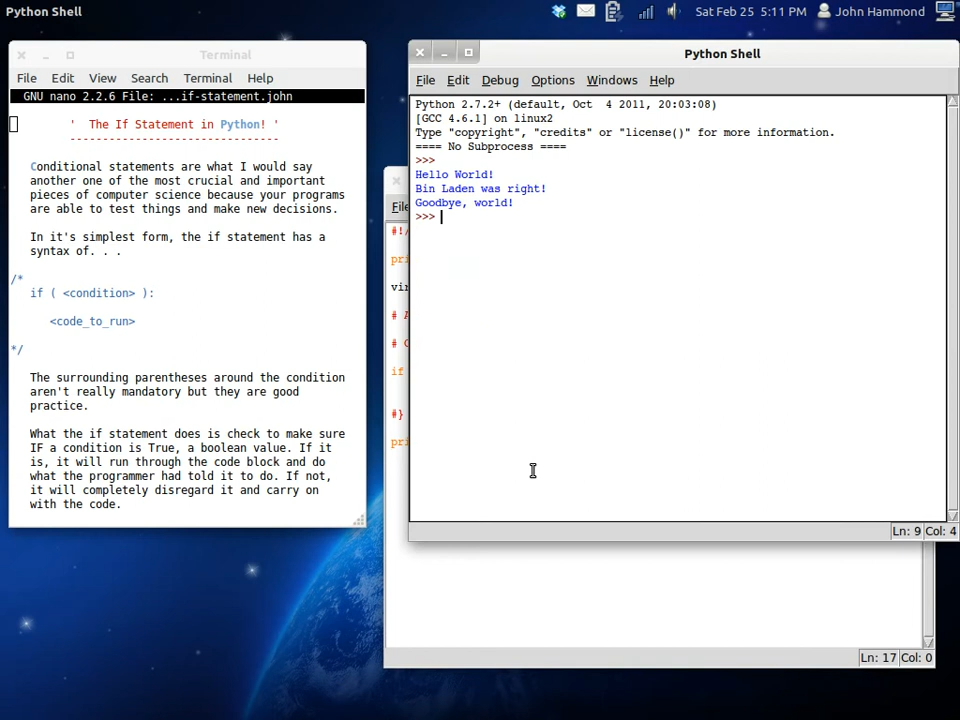 Python Shell
Sat Feb 25 5:11 PM
John Hammond
Terminal
File Edit View Search Terminal Help
GNU nano 2.2.6 File: ...if-statement.john
' The If Statement in Python! '
--------------------------------
Conditional statements are what I would say
another one of the most crucial and important
pieces of computer science because your programs
are able to test things and make new decisions.
In it's simplest form, the if statement has a
syntax of. . .
/*
if ( <condition> ):
<code_to_run>
*/
The surrounding parentheses around the condition
aren't really mandatory but they are good
practice.
What the if statement does is check to make sure
IF a condition is True, a boolean value. If it
is, it will run through the code block and do
what the programmer had told it to do. If not,
it will completely disregard it and carry on
with the code.
Python Shell
File Edit Debug Options Windows Help
Python 2.7.2+ (default, Oct  4 2011, 20:03:08)
[GCC 4.6.1] on linux2
Type "copyright", "credits" or "license()" for more information.
==== No Subprocess ====
>>>
Hello World!
Bin Laden was right!
Goodbye, world!
>>>
Ln: 9 Col: 4
#!/
if
#}
Ln: 17 Col: 0